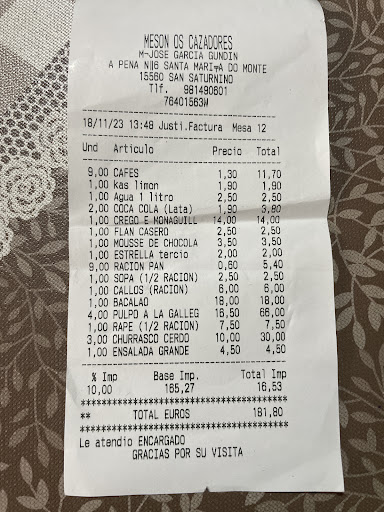 MESON OS CAZADORES
M-JOSE GARCIA GUNDIN
A PENA Nº6 SANTA MARIÑA DO MONTE
15560 SAN SATURNINO
Tlf. 981490601
76401563W
18/11/23 13:48 Justi.Factura Mesa 12
Und Articulo Precio Total
9,00 CAFES 1,30 11,70
1,00 kas limon 1,90 1,90
1,00 Agua 1 litro 2,50 2,50
2,00 COCA COLA (Lata) 1,90 3,80
1,00 CREGO E MONAGUILL 14,00 14,00
1,00 FLAN CASERO 2,50 2,50
1,00 MOUSSE DE CHOCOLA 3,50 3,50
1,00 ESTRELLA tercio 2,00 2,00
9,00 RACION PAN 0,60 5,40
1,00 SOPA (1/2 RACION) 2,50 2,50
1,00 CALLOS (RACION) 6,00 6,00
1,00 BACALAO 18,00 18,00
4,00 PULPO A LA GALLEG 16,50 66,00
1,00 RAPE (1/2 RACION) 7,50 7,50
3,00 CHURRASCO CERDO 10,00 30,00
1,00 ENSALADA GRANDE 4,50 4,50
% Imp Base Imp. Total Imp
10,00 165,27 16,53
** TOTAL EUROS 181,80
Le atendio ENCARGADO
GRACIAS POR SU VISITA